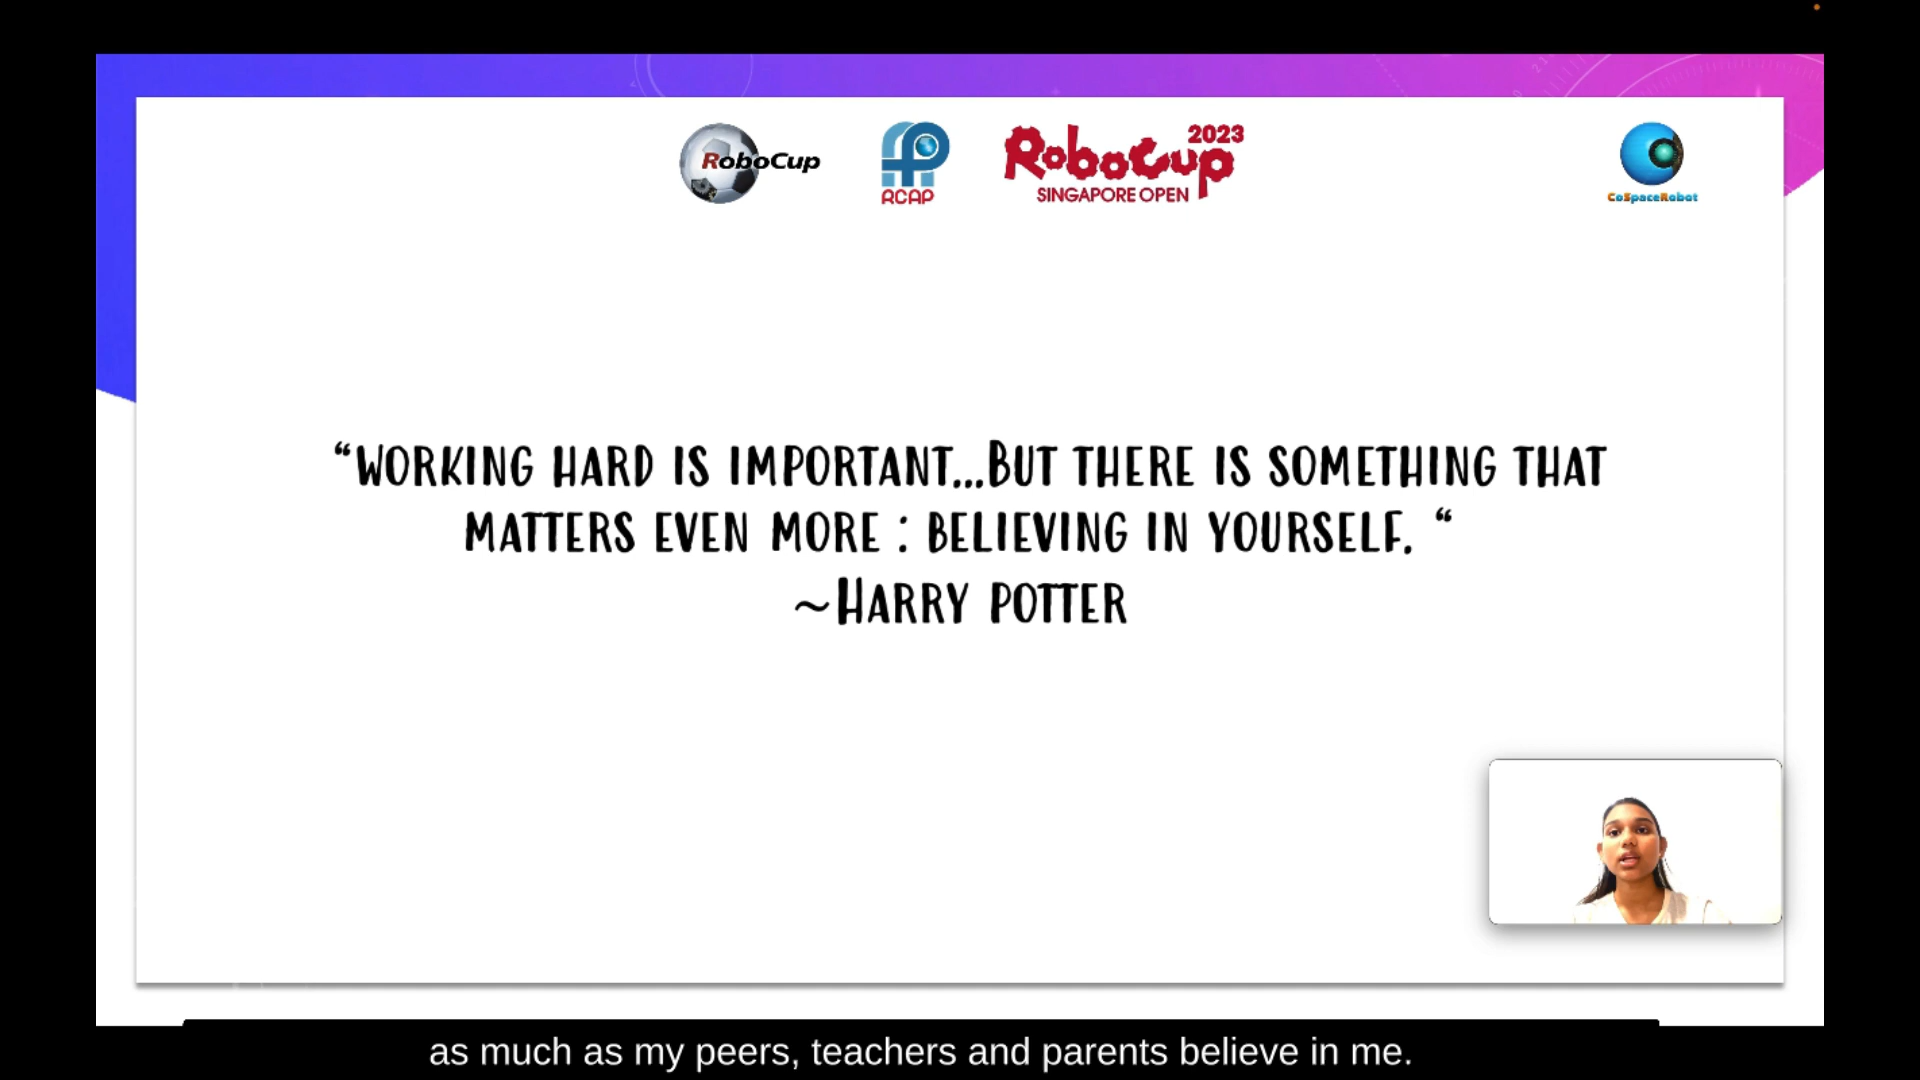 RoboCup
RCAP
RoboCup 2023
SINGAPORE OPEN
CoSpaceRobot
“WORKING HARD IS IMPORTANT...BUT THERE IS SOMETHING THAT
MATTERS EVEN MORE : BELIEVING IN YOURSELF. “
~HARRY POTTER
as much as my peers, teachers and parents believe in me.